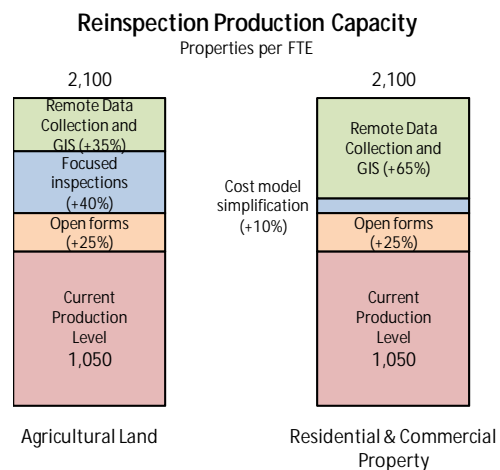 Reinspection Production Capacity
Properties per FTE
2,100
Remote Data
Collection and
GIS (+35%)
Focused
inspections
(+40%)
Open forms
(+25%)
Current
Production
Level
1,050
Agricultural Land
2,100
Remote Data
Collection and
GIS (+65%)
Cost model
simplification
(+10%)
Open forms
(+25%)
Current
Production
Level
1,050
Residential & Commercial
Property